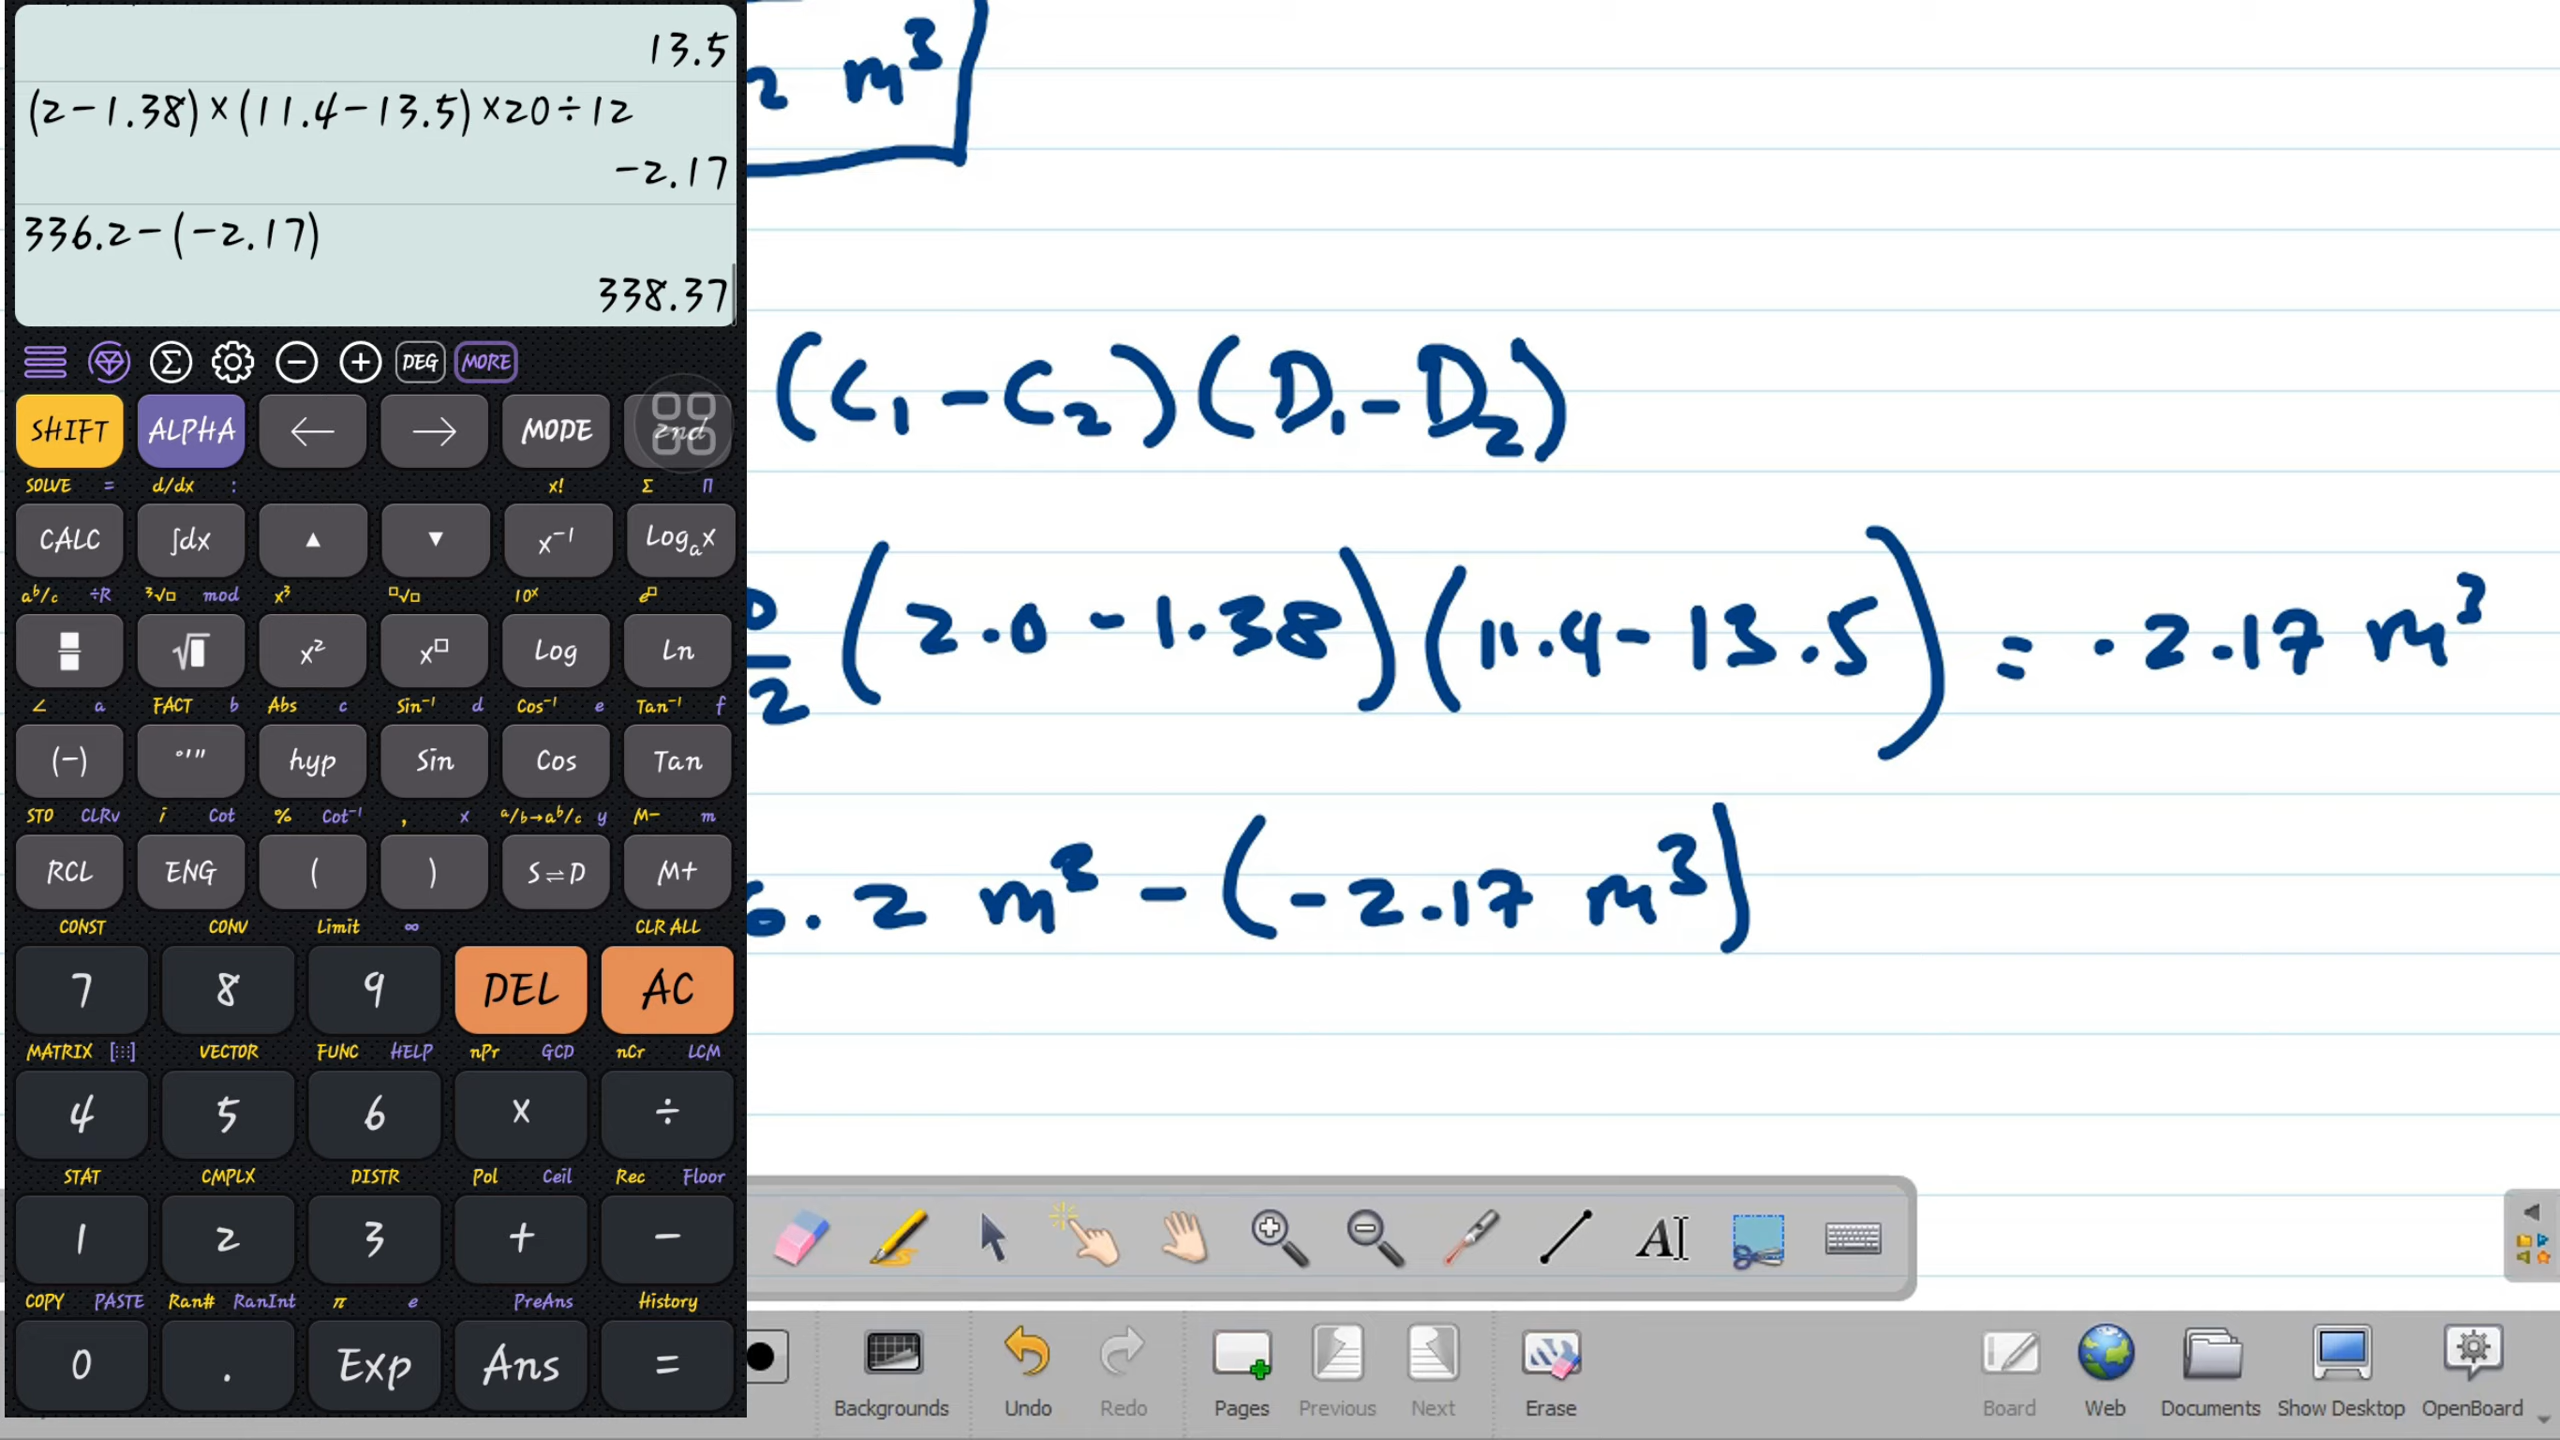 13.5
(2-1.38)×(11.4-13.5)×20÷12
-2.17
336.2-(-2.17)
338.37
DEG MORE
SHIFT ALPHA ← → MODE 2nd
SOLVE = d/dx : x! Σ Π
CALC ∫dx ▲ ▼ x⁻¹ Logₐx
aᵇ/c ÷R ³√□ mod x³ □√□ 10ˣ e□
√ x² x□ Log Ln
∠ a FACT b Abs c Sin⁻¹ d Cos⁻¹ e Tan⁻¹ f
(-) °'" hyp Sin Cos Tan
STO CLRv i Cot % Cot⁻¹ , x a/b→aᵇ/c y M- m
RCL ENG ( ) S⇌D M+
CONST CONV Limit ∞ CLR ALL
7 8 9 DEL AC
MATRIX [:::] VECTOR FUNC HELP nPr GCD nCr LCM
4 5 6 × ÷
STAT CMPLX DISTR Pol Ceil Rec Floor
1 2 3 + -
COPY PASTE Ran# RanInt π e PreAns History
0 . Exp Ans =
2 m³
(C₁-C₂)(D₁-D₂)
2 (2.0-1.38)(11.4-13.5) = -2.17 m³
6.2 m³ - (-2.17 m³)
AI
Backgrounds Undo Redo Pages Previous Next Erase Board Web Documents Show Desktop OpenBoard